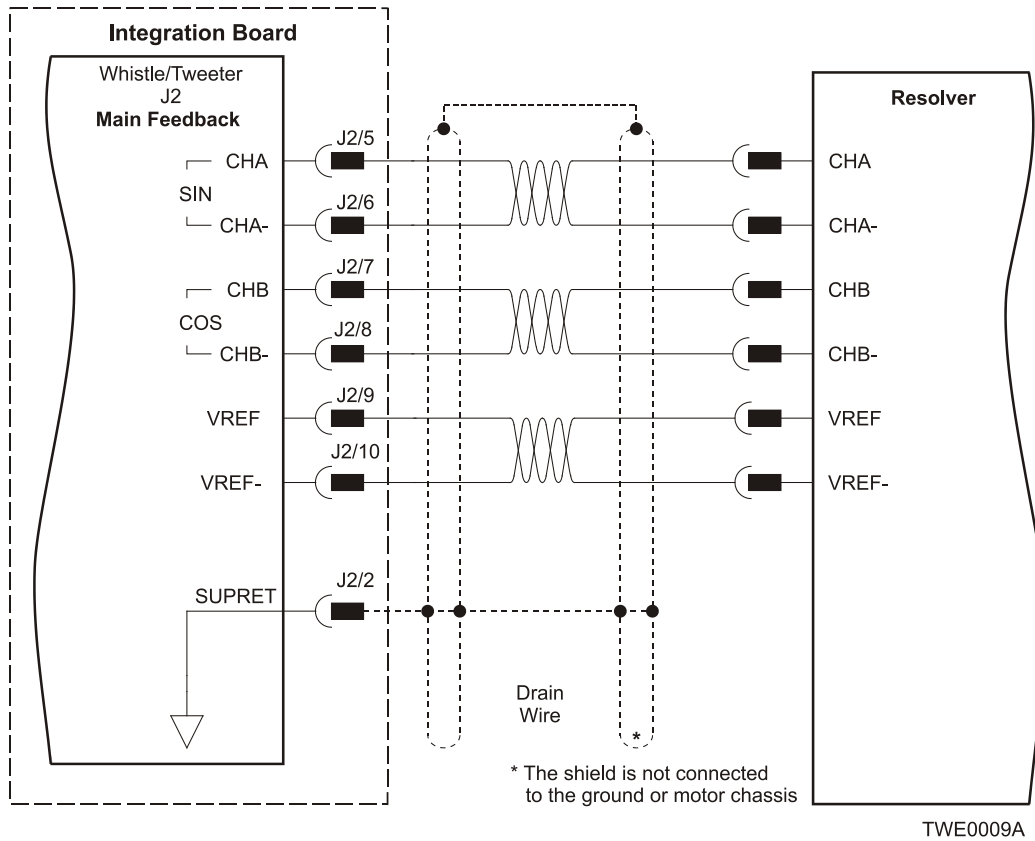 Integration Board
Whistle/Tweeter
J2
Main Feedback
Resolver
J2/5
CHA
CHA
SIN
J2/6
CHA-
CHA-
J2/7
CHB
CHB
COS
J2/8
CHB-
CHB-
J2/9
VREF
VREF
J2/10
VREF-
VREF-
J2/2
SUPRET
Drain
Wire
*
* The shield is not connected
to the ground or motor chassis
TWE0009A